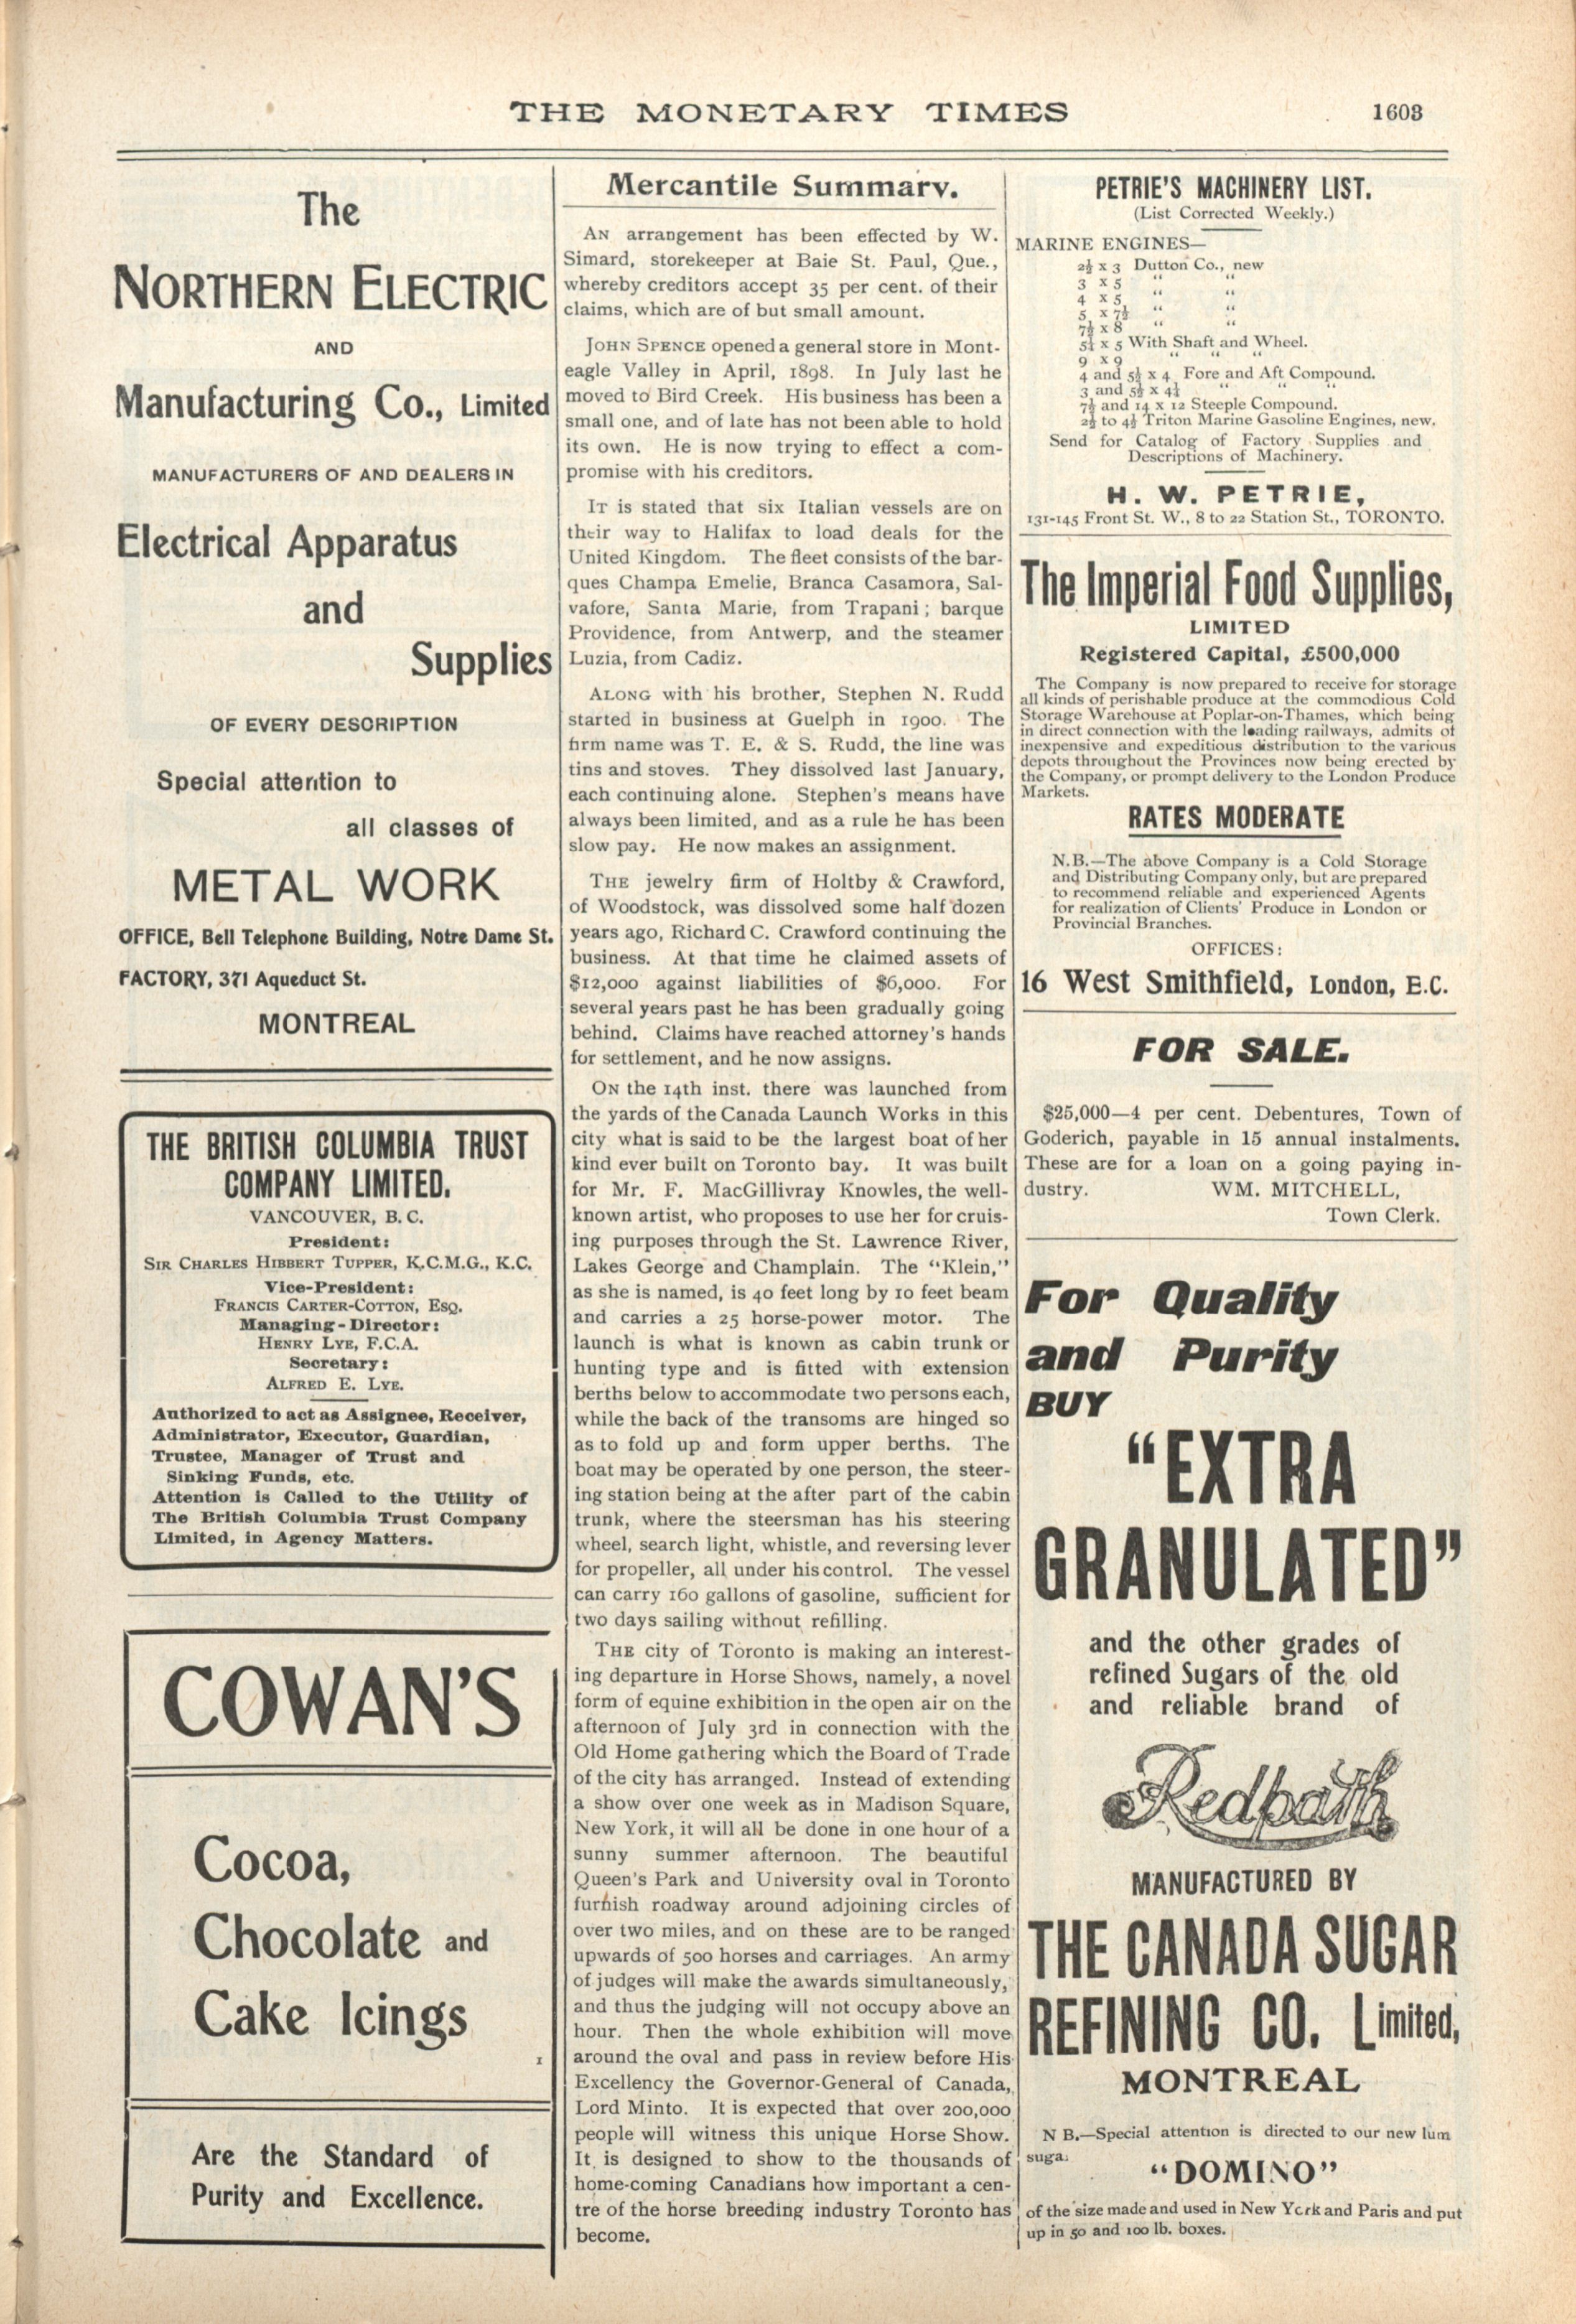 THE MONETARY TIMES 1603
The
NORTHERN ELECTRIC
AND
Manufacturing Co., Limited
MANUFACTURERS OF AND DEALERS IN
Electrical Apparatus
and
Supplies
OF EVERY DESCRIPTION
Special attention to
all classes of
METAL WORK
OFFICE, Bell Telephone Building, Notre Dame St.
FACTORY, 371 Aqueduct St.
MONTREAL
THE BRITISH COLUMBIA TRUST
COMPANY LIMITED.
VANCOUVER, B. C.
President:
SIR CHARLES HIBBERT TUPPER, K.C.M.G., K.C.
Vice-President:
FRANCIS CARTER-COTTON, ESQ.
Managing-Director:
HENRY LYE, F.C.A.
Secretary:
ALFRED E. LYE.
Authorized to act as Assignee, Receiver,
Administrator, Executor, Guardian,
Trustee, Manager of Trust and
Sinking Funds, etc.
Attention is Called to the Utility of
The British Columbia Trust Company
Limited, in Agency Matters.
COWAN'S
Cocoa,
Chocolate and
Cake Icings
1
Are the Standard of
Purity and Excellence.
Mercantile Summary.
AN arrangement has been effected by W.
Simard, storekeeper at Baie St. Paul, Que.,
whereby creditors accept 35 per cent. of their
claims, which are of but small amount.
JOHN SPENCE opened a general store in Mont-
eagle Valley in April, 1898. In July last he
moved to Bird Creek. His business has been a
small one, and of late has not been able to hold
its own. He is now trying to effect a com-
promise with his creditors.
IT is stated that six Italian vessels are on
their way to Halifax to load deals for the
United Kingdom. The fleet consists of the bar-
ques Champa Emelie, Branca Casamora, Sal-
vafore, Santa Marie, from Trapani; barque
Providence, from Antwerp, and the steamer
Luzia, from Cadiz.
ALONG with his brother, Stephen N. Rudd
started in business at Guelph in 1900. The
firm name was T. E. & S. Rudd, the line was
tins and stoves. They dissolved last January,
each continuing alone. Stephen's means have
always been limited, and as a rule he has been
slow pay. He now makes an assignment.
THE jewelry firm of Holtby & Crawford,
of Woodstock, was dissolved some half dozen
years ago, Richard C. Crawford continuing the
business. At that time he claimed assets of
$12,000 against liabilities of $6,000. For
several years past he has been gradually going
behind. Claims have reached attorney's hands
for settlement, and he now assigns.
ON the 14th inst. there was launched from
the yards of the Canada Launch Works in this
city what is said to be the largest boat of her
kind ever built on Toronto bay. It was built
for Mr. F. MacGillivray Knowles, the well-
known artist, who proposes to use her for cruis-
ing purposes through the St. Lawrence River,
Lakes George and Champlain. The "Klein,"
as she is named, is 40 feet long by 10 feet beam
and carries a 25 horse-power motor. The
launch is what is known as cabin trunk or
hunting type and is fitted with extension
berths below to accommodate two persons each,
while the back of the transoms are hinged so
as to fold up and form upper berths. The
boat may be operated by one person, the steer-
ing station being at the after part of the cabin
trunk, where the steersman has his steering
wheel, search light, whistle, and reversing lever
for propeller, all under his control. The vessel
can carry 160 gallons of gasoline, sufficient for
two days sailing without refilling.
THE city of Toronto is making an interest-
ing departure in Horse Shows, namely, a novel
form of equine exhibition in the open air on the
afternoon of July 3rd in connection with the
Old Home gathering which the Board of Trade
of the city has arranged. Instead of extending
a show over one week as in Madison Square,
New York, it will all be done in one hour of a
sunny summer afternoon. The beautiful
Queen's Park and University oval in Toronto
furnish roadway around adjoining circles of
over two miles, and on these are to be ranged
upwards of 500 horses and carriages. An army
of judges will make the awards simultaneously,
and thus the judging will not occupy above an
hour. Then the whole exhibition will move
around the oval and pass in review before His
Excellency the Governor-General of Canada,
Lord Minto. It is expected that over 200,000
people will witness this unique Horse Show.
It is designed to show to the thousands of
home-coming Canadians how important a cen-
tre of the horse breeding industry Toronto has
become.
PETRIE'S MACHINERY LIST.
(List Corrected Weekly.)
MARINE ENGINES—
2½ x 3 Dutton Co., new
3 x 5 " "
4 x 5 " "
5 x 7½ " "
7½ x 8 " "
5¼ x 5 With Shaft and Wheel.
9 x 9 " " "
4 and 5½ x 4 Fore and Aft Compound.
3 and 5½ x 4¼ " " "
7½ and 14 x 12 Steeple Compound.
2½ to 4½ Triton Marine Gasoline Engines, new.
Send for Catalog of Factory Supplies and
Descriptions of Machinery.
H. W. PETRIE,
131-145 Front St. W., 8 to 22 Station St., TORONTO.
The Imperial Food Supplies,
LIMITED
Registered Capital, £500,000
The Company is now prepared to receive for storage
all kinds of perishable produce at the commodious Cold
Storage Warehouse at Poplar-on-Thames, which being
in direct connection with the leading railways, admits of
inexpensive and expeditious distribution to the various
depots throughout the Provinces now being erected by
the Company, or prompt delivery to the London Produce
Markets.
RATES MODERATE
N.B.—The above Company is a Cold Storage
and Distributing Company only, but are prepared
to recommend reliable and experienced Agents
for realization of Clients' Produce in London or
Provincial Branches.
OFFICES:
16 West Smithfield, London, E.C.
FOR SALE.
$25,000—4 per cent. Debentures, Town of
Goderich, payable in 15 annual instalments.
These are for a loan on a going paying in-
dustry. WM. MITCHELL,
Town Clerk.
For Quality
and Purity
BUY
"EXTRA
GRANULATED"
and the other grades of
refined Sugars of the old
and reliable brand of
Redpath
MANUFACTURED BY
THE CANADA SUGAR
REFINING CO. Limited,
MONTREAL
N B.—Special attention is directed to our new lum
suga
"DOMINO"
of the size made and used in New York and Paris and put
up in 50 and 100 lb. boxes.